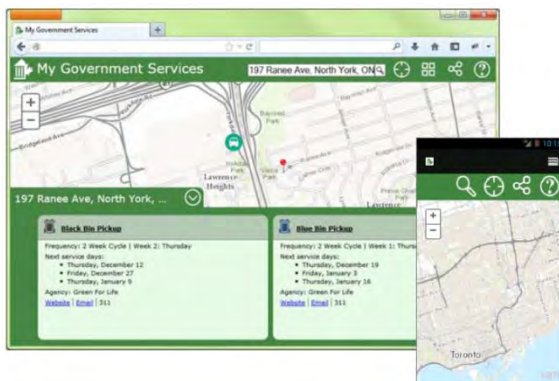 My Government Services
My Government Services
197 Ranee Ave, North York, ON
Baycrest Park
Lawrence Heights
Lawrence
197 Ranee Ave, North York, ...
Black Bin Pickup
Frequency: 2 Week Cycle | Week 2: Thursday
Next service days:
Thursday, December 12
Friday, December 27
Thursday, January 9
Agency: Green For Life
Website | Email | 311
Blue Bin Pickup
Frequency: 2 Week Cycle | Week 1: Thurs
Next service days:
Thursday, December 19
Friday, January 3
Thursday, January 16
Agency: Green For Life
Website | Email | 311
Toronto